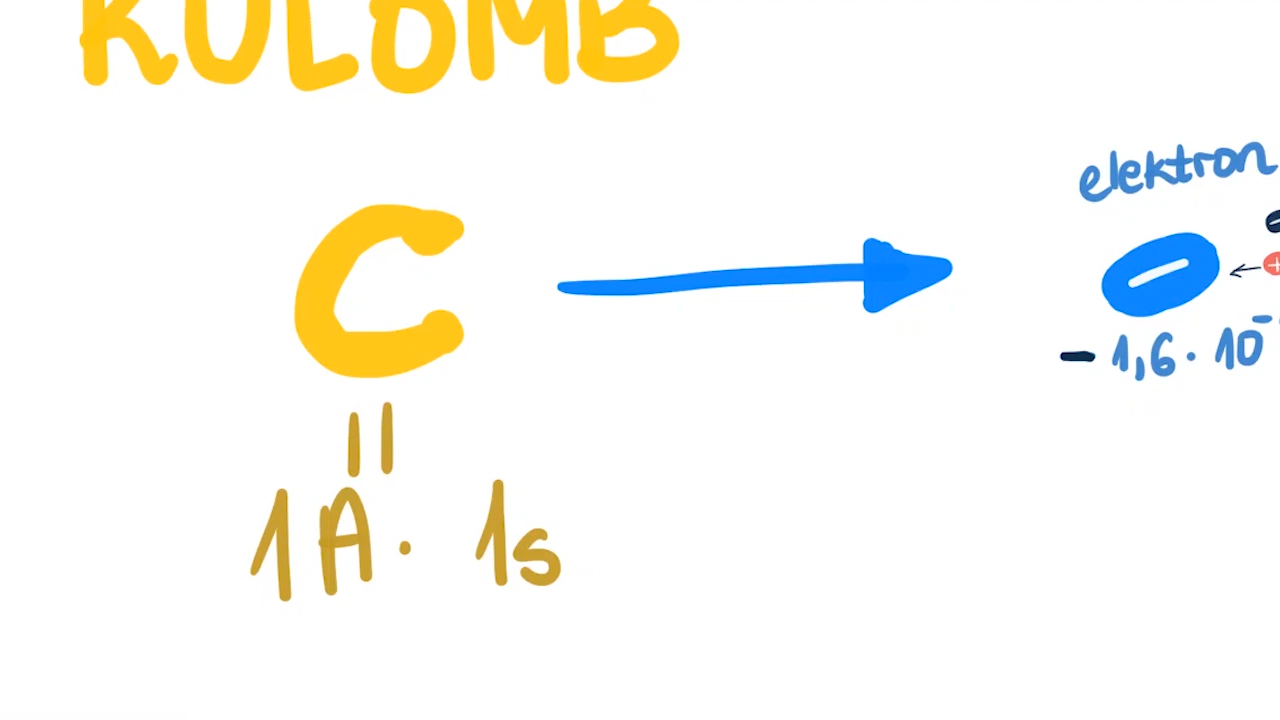 KULOMB
elektron
C
-
+
- 1,6 · 10⁻
=
1A · 1s